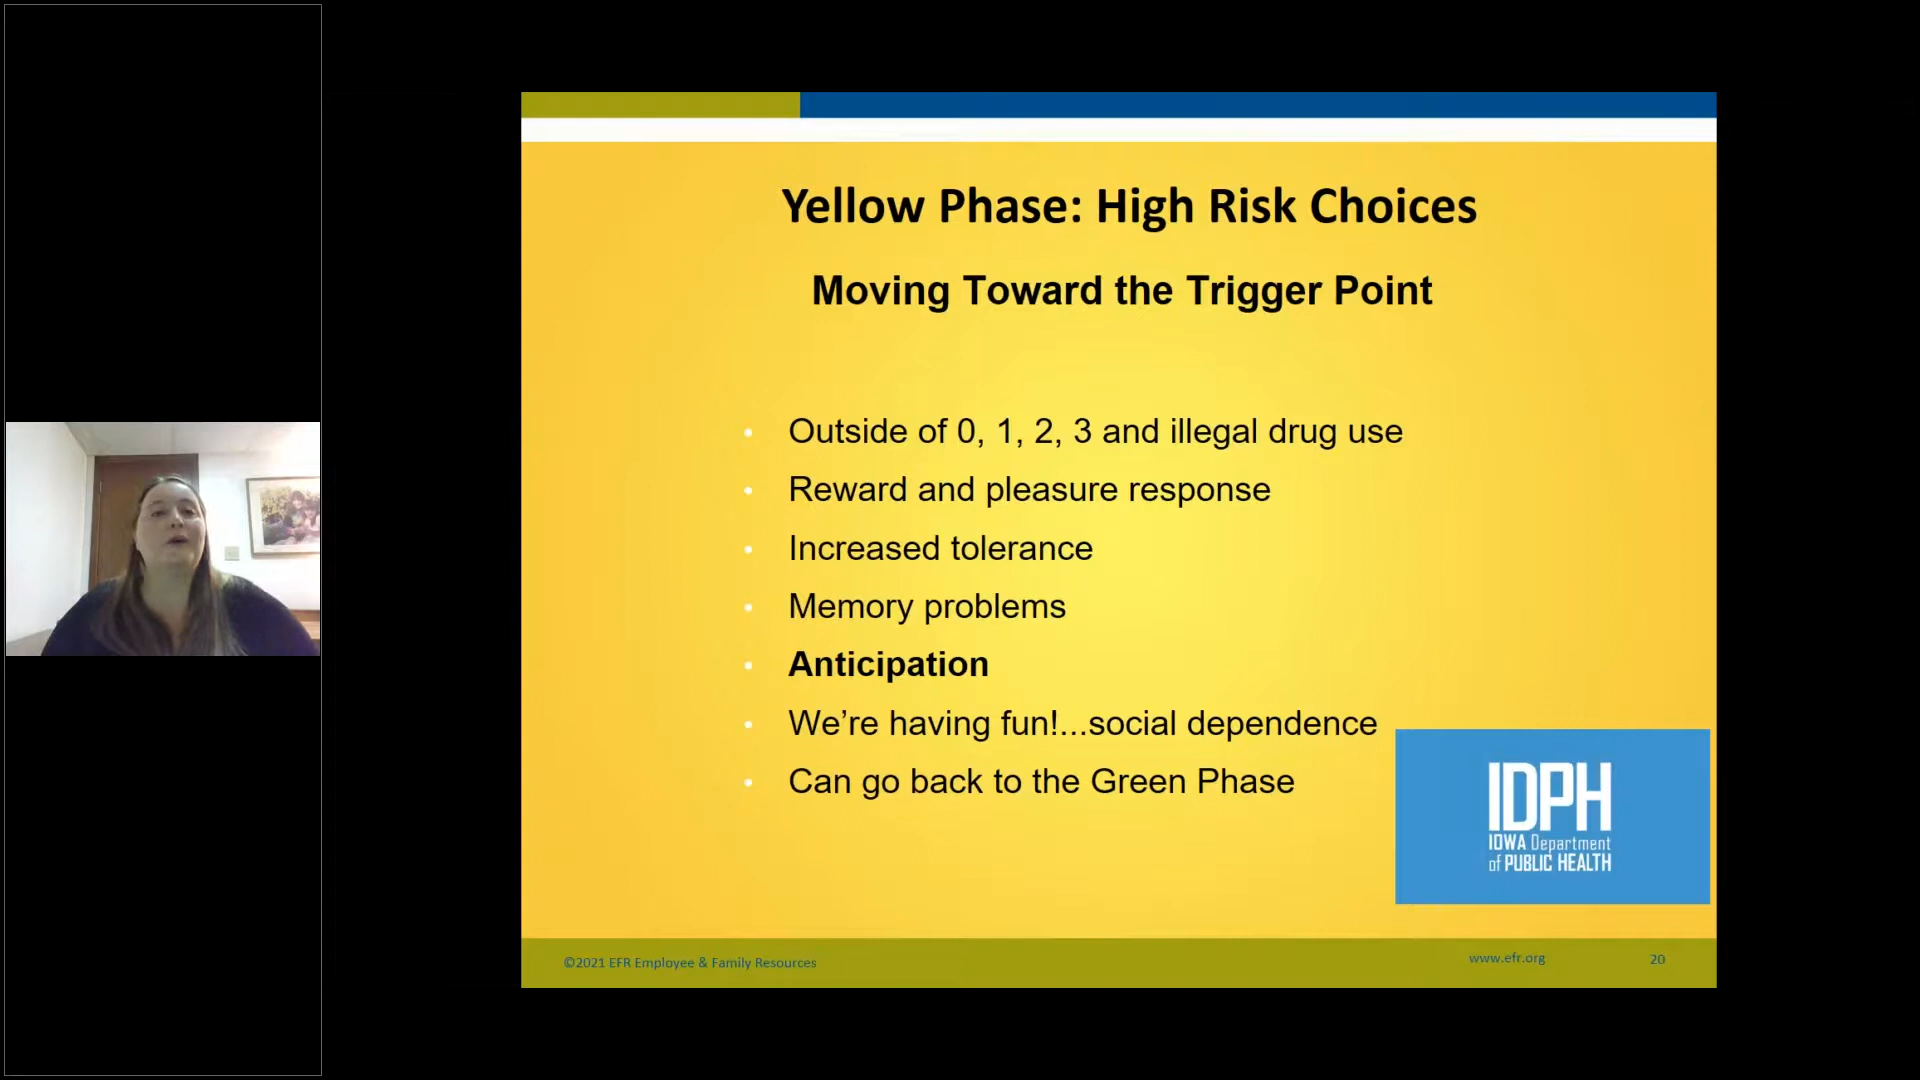 Yellow Phase: High Risk Choices
Moving Toward the Trigger Point
• Outside of 0, 1, 2, 3 and illegal drug use
• Reward and pleasure response
• Increased tolerance
• Memory problems
• Anticipation
• We’re having fun!...social dependence
• Can go back to the Green Phase
IDPH
IOWA Department
of PUBLIC HEALTH
©2021 EFR Employee & Family Resources
www.efr.org
20